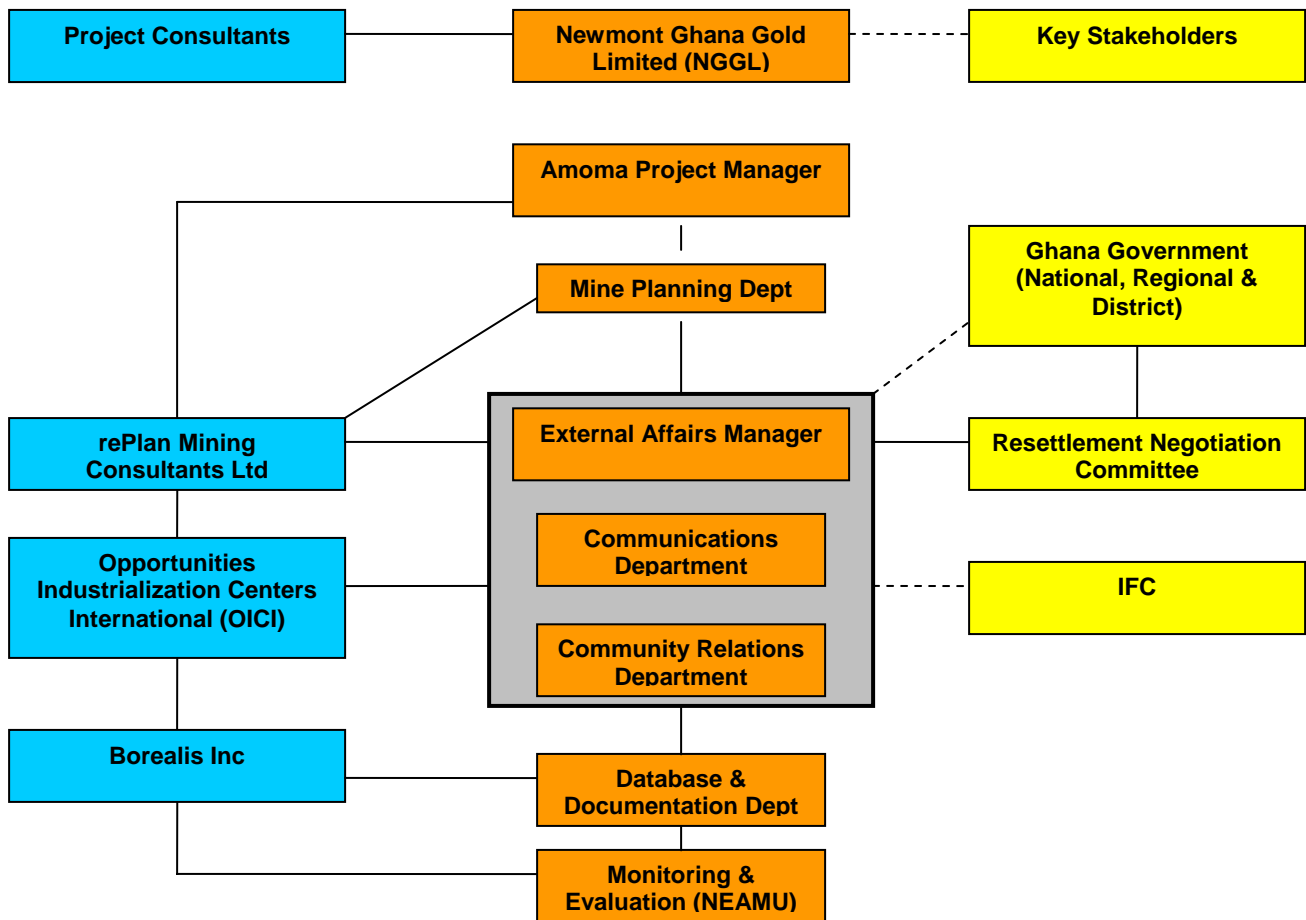 Project Consultants
Newmont Ghana Gold
Limited (NGGL)
Key Stakeholders
Amoma Project Manager
Ghana Government
(National, Regional &
District)
Mine Planning Dept
rePlan Mining
Consultants Ltd
External Affairs Manager
Resettlement Negotiation
Committee
Communications
Department
Opportunities
Industrialization Centers
International (OICI)
IFC
Community Relations
Department
Borealis Inc
Database &
Documentation Dept
Monitoring &
Evaluation (NEAMU)